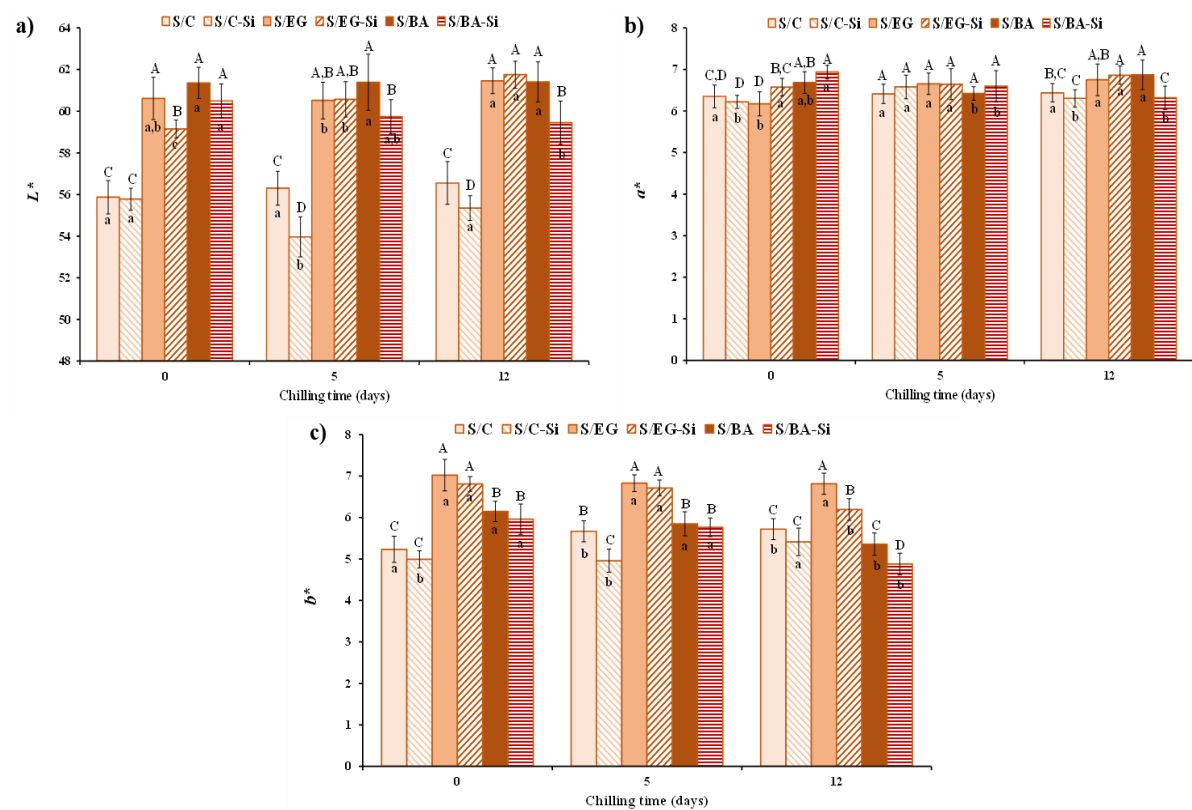 a)
S/C S/C-Si S/EG S/EG-Si S/BA S/BA-Si
64
62
60
58
56
54
52
50
48
L*
C C A B A A
a a a,b c a a
C D A,B A,B A B
a b b b a a,b
C D A A A B
a a a a a b
0 5 12
Chilling time (days)
b)
S/C S/C-Si S/EG S/EG-Si S/BA S/BA-Si
8
7
6
5
4
3
2
1
0
a*
C,D D D B,C A,B A
a b b a a,b a
A A A A A A
a a a a b b
B,C C A,B A A C
a b a a a b
0 5 12
Chilling time (days)
c)
S/C S/C-Si S/EG S/EG-Si S/BA S/BA-Si
8
7
6
5
4
3
2
1
0
b*
C C A A B B
a b a a a a
B C A A B B
b b a a b a
C C A B C D
b a a b b b
0 5 12
Chilling time (days)